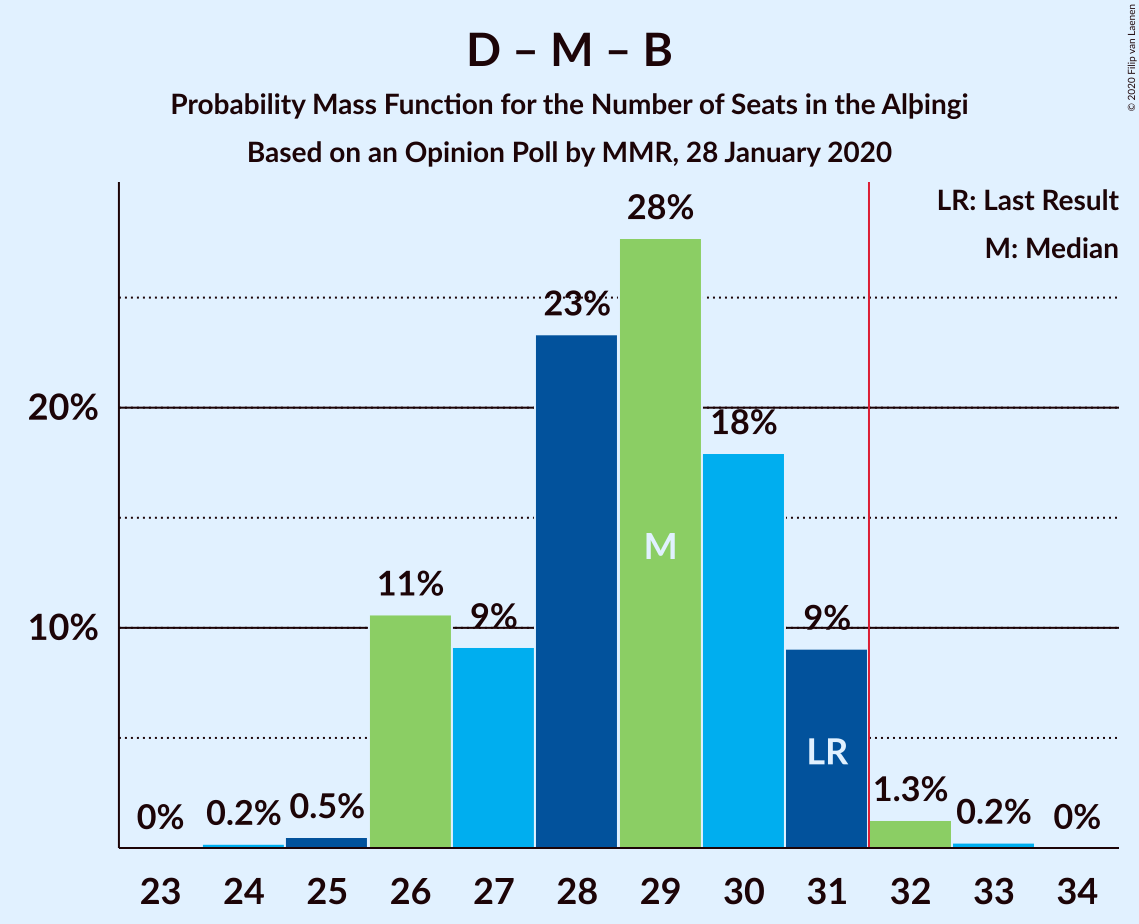 D – M – B
Probability Mass Function for the Number of Seats in the Alþingi
Based on an Opinion Poll by MMR, 28 January 2020
© 2020 Filip van Laenen
LR: Last Result
M: Median
28%
23%
20%
18%
M
11%
9%
9%
10%
LR
0%
0.2%
0.5%
1.3%
0.2%
0%
23 24 25 26 27 28 29 30 31 32 33 34